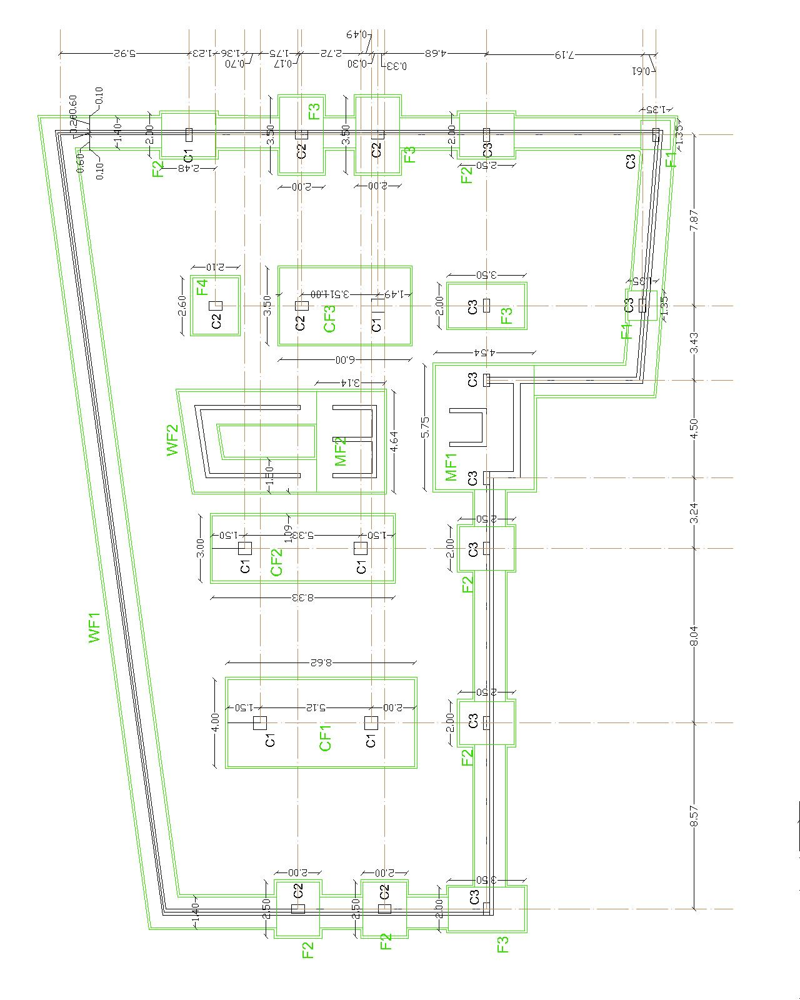 0.49
5.92
1.23
1.36
1.75
2.72
4.68
7.19
0.70
0.17
0.30
0.33
0.61
0.10
0.60
1.40
2.00
3.50
F3
3.50
2.00
1.35
1.35
C1
C2
C2
C3
C3
F1
0.60
0.10
F2
2.48
F3
F2
2.50
2.00
2.00
7.87
2.10
3.50
F4
2.60
C2
3.50
1.00
3.51
1.49
C2
CF3
C1
2.00
C3
F3
1.35
C3
1.35
F1
6.00
4.54
3.43
3.14
C3
WF2
MF2
4.64
5.75
4.50
MF1
1.80
C3
2.50
3.24
3.00
1.50
1.09
5.33
1.50
C1
CF2
C1
2.00
C3
F2
8.33
WF1
8.04
8.62
2.50
4.00
1.50
5.12
2.00
C1
CF1
C1
2.00
C3
F2
8.57
2.00
2.00
3.50
1.40
2.50
C2
2.50
C2
2.00
C3
F2
F2
F3